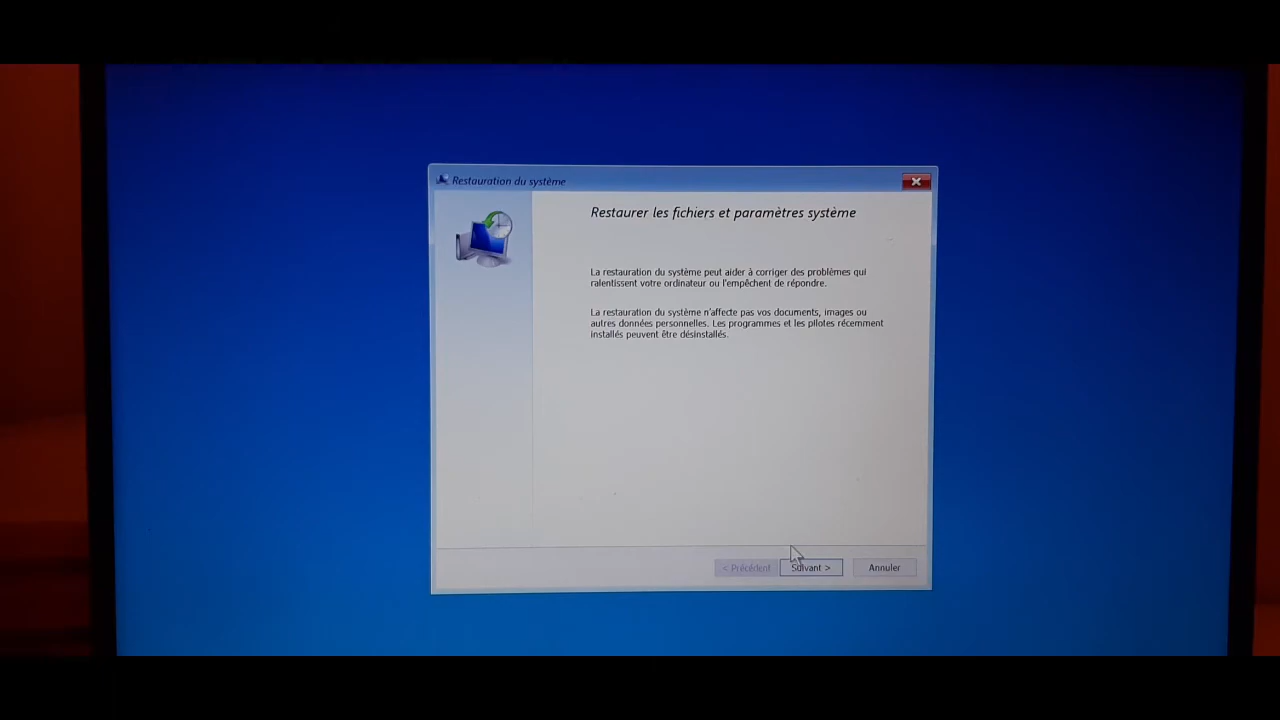 Restauration du système
Restaurer les fichiers et paramètres système
La restauration du système peut aider à corriger des problèmes qui
ralentissent votre ordinateur ou l'empêchent de répondre.
La restauration du système n'affecte pas vos documents, images ou
autres données personnelles. Les programmes et les pilotes récemment
installés peuvent être désinstallés.
< Précédent Suivant > Annuler